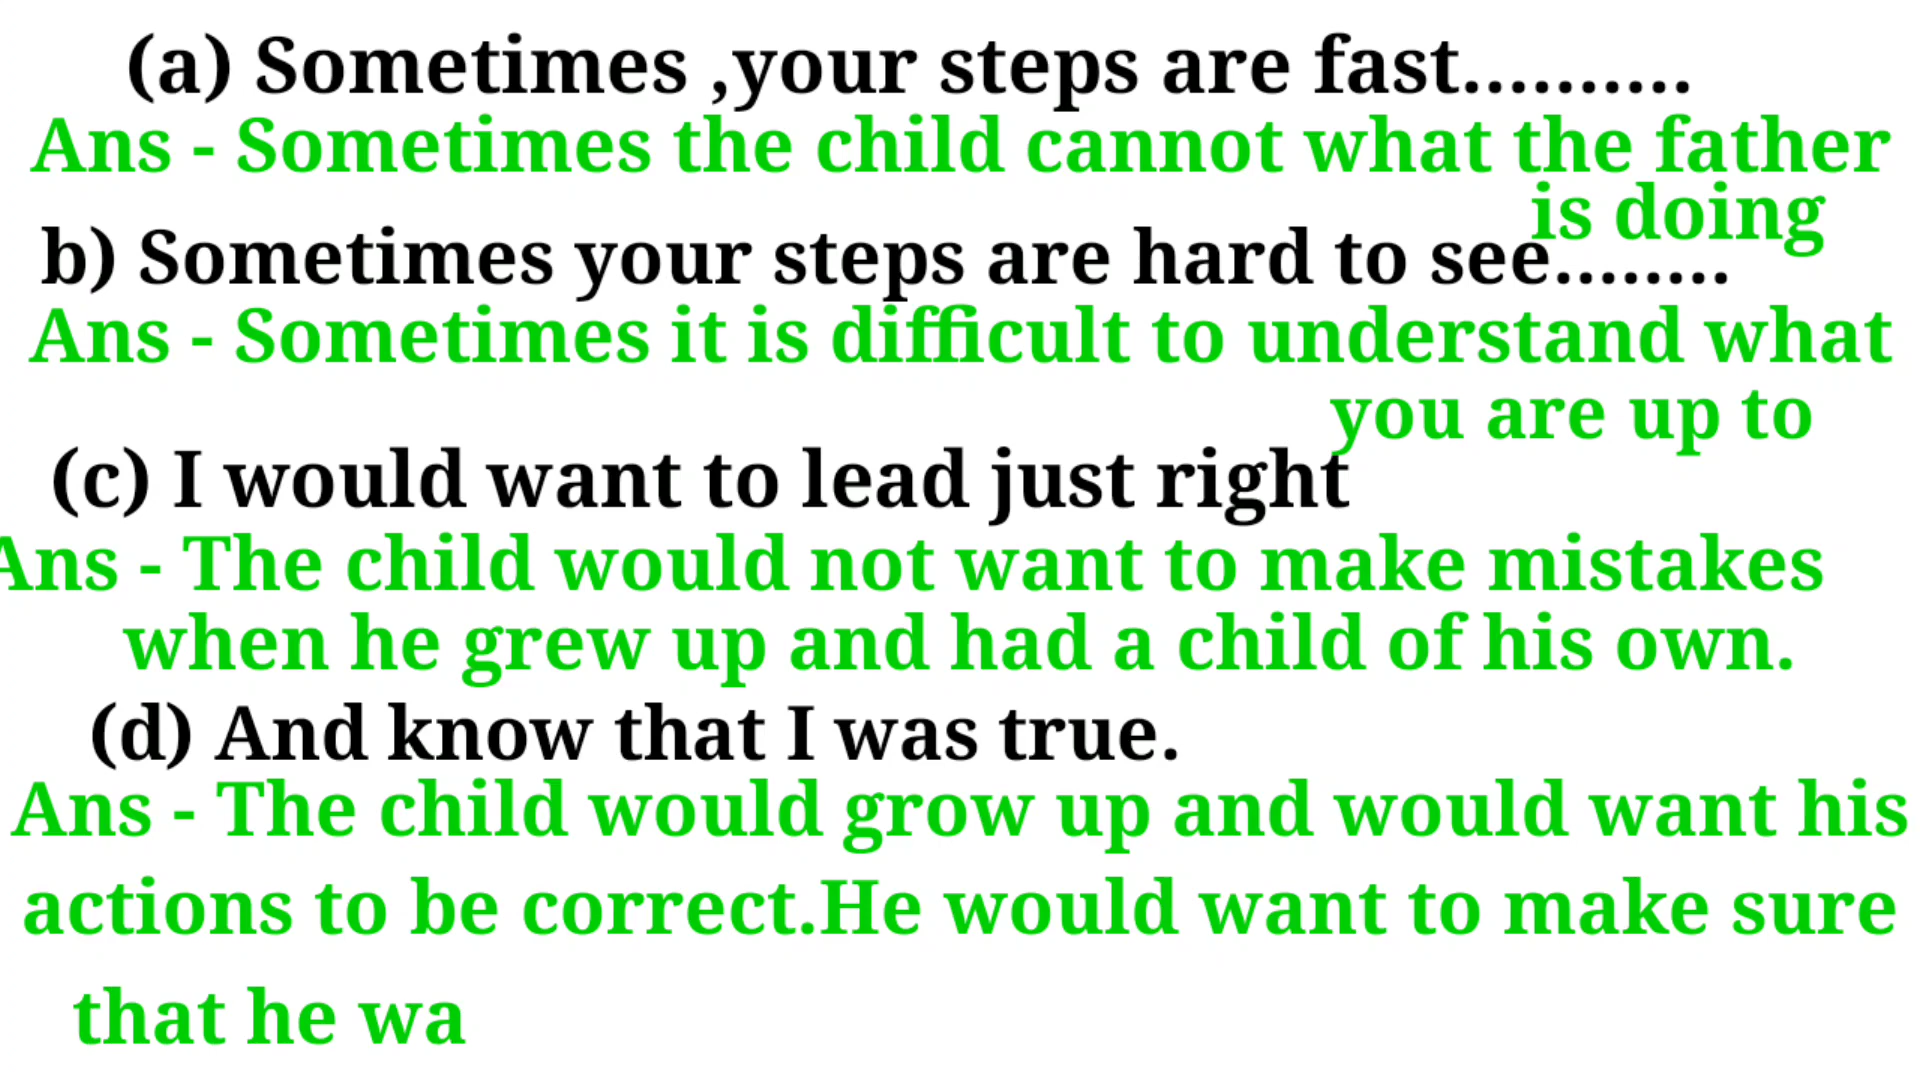 (a) Sometimes ,your steps are fast..........
Ans - Sometimes the child cannot what the father
is doing
b) Sometimes your steps are hard to see........
Ans - Sometimes it is difficult to understand what
you are up to
(c) I would want to lead just right
Ans - The child would not want to make mistakes
when he grew up and had a child of his own.
(d) And know that I was true.
Ans - The child would grow up and would want his
actions to be correct.He would want to make sure
that he wa